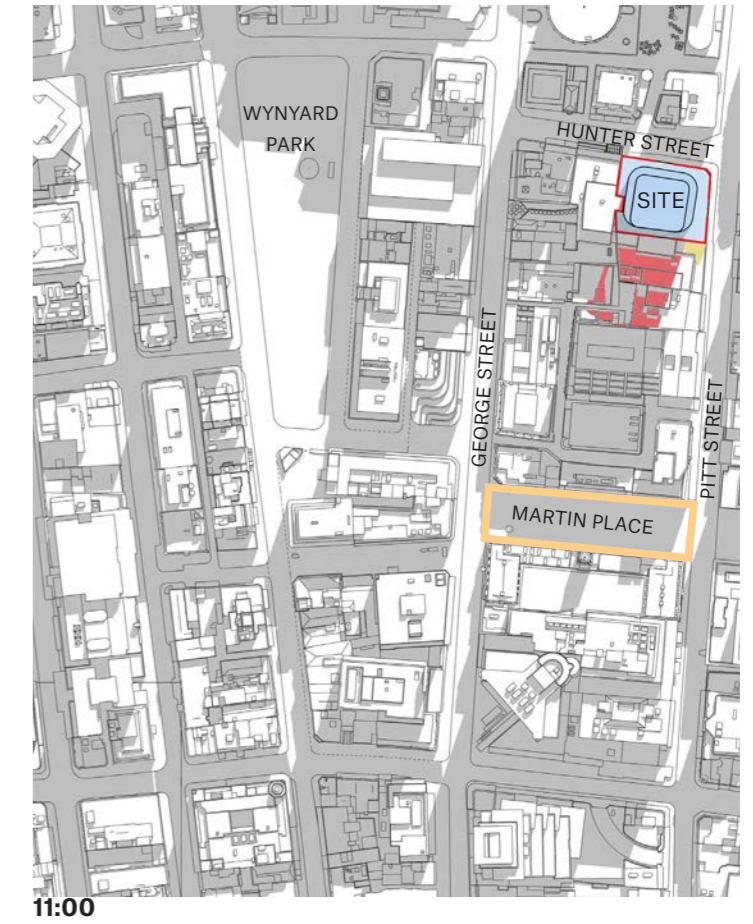 WYNYARD
PARK
HUNTER STREET
SITE
GEORGE STREET
PITT STREET
MARTIN PLACE
11:00